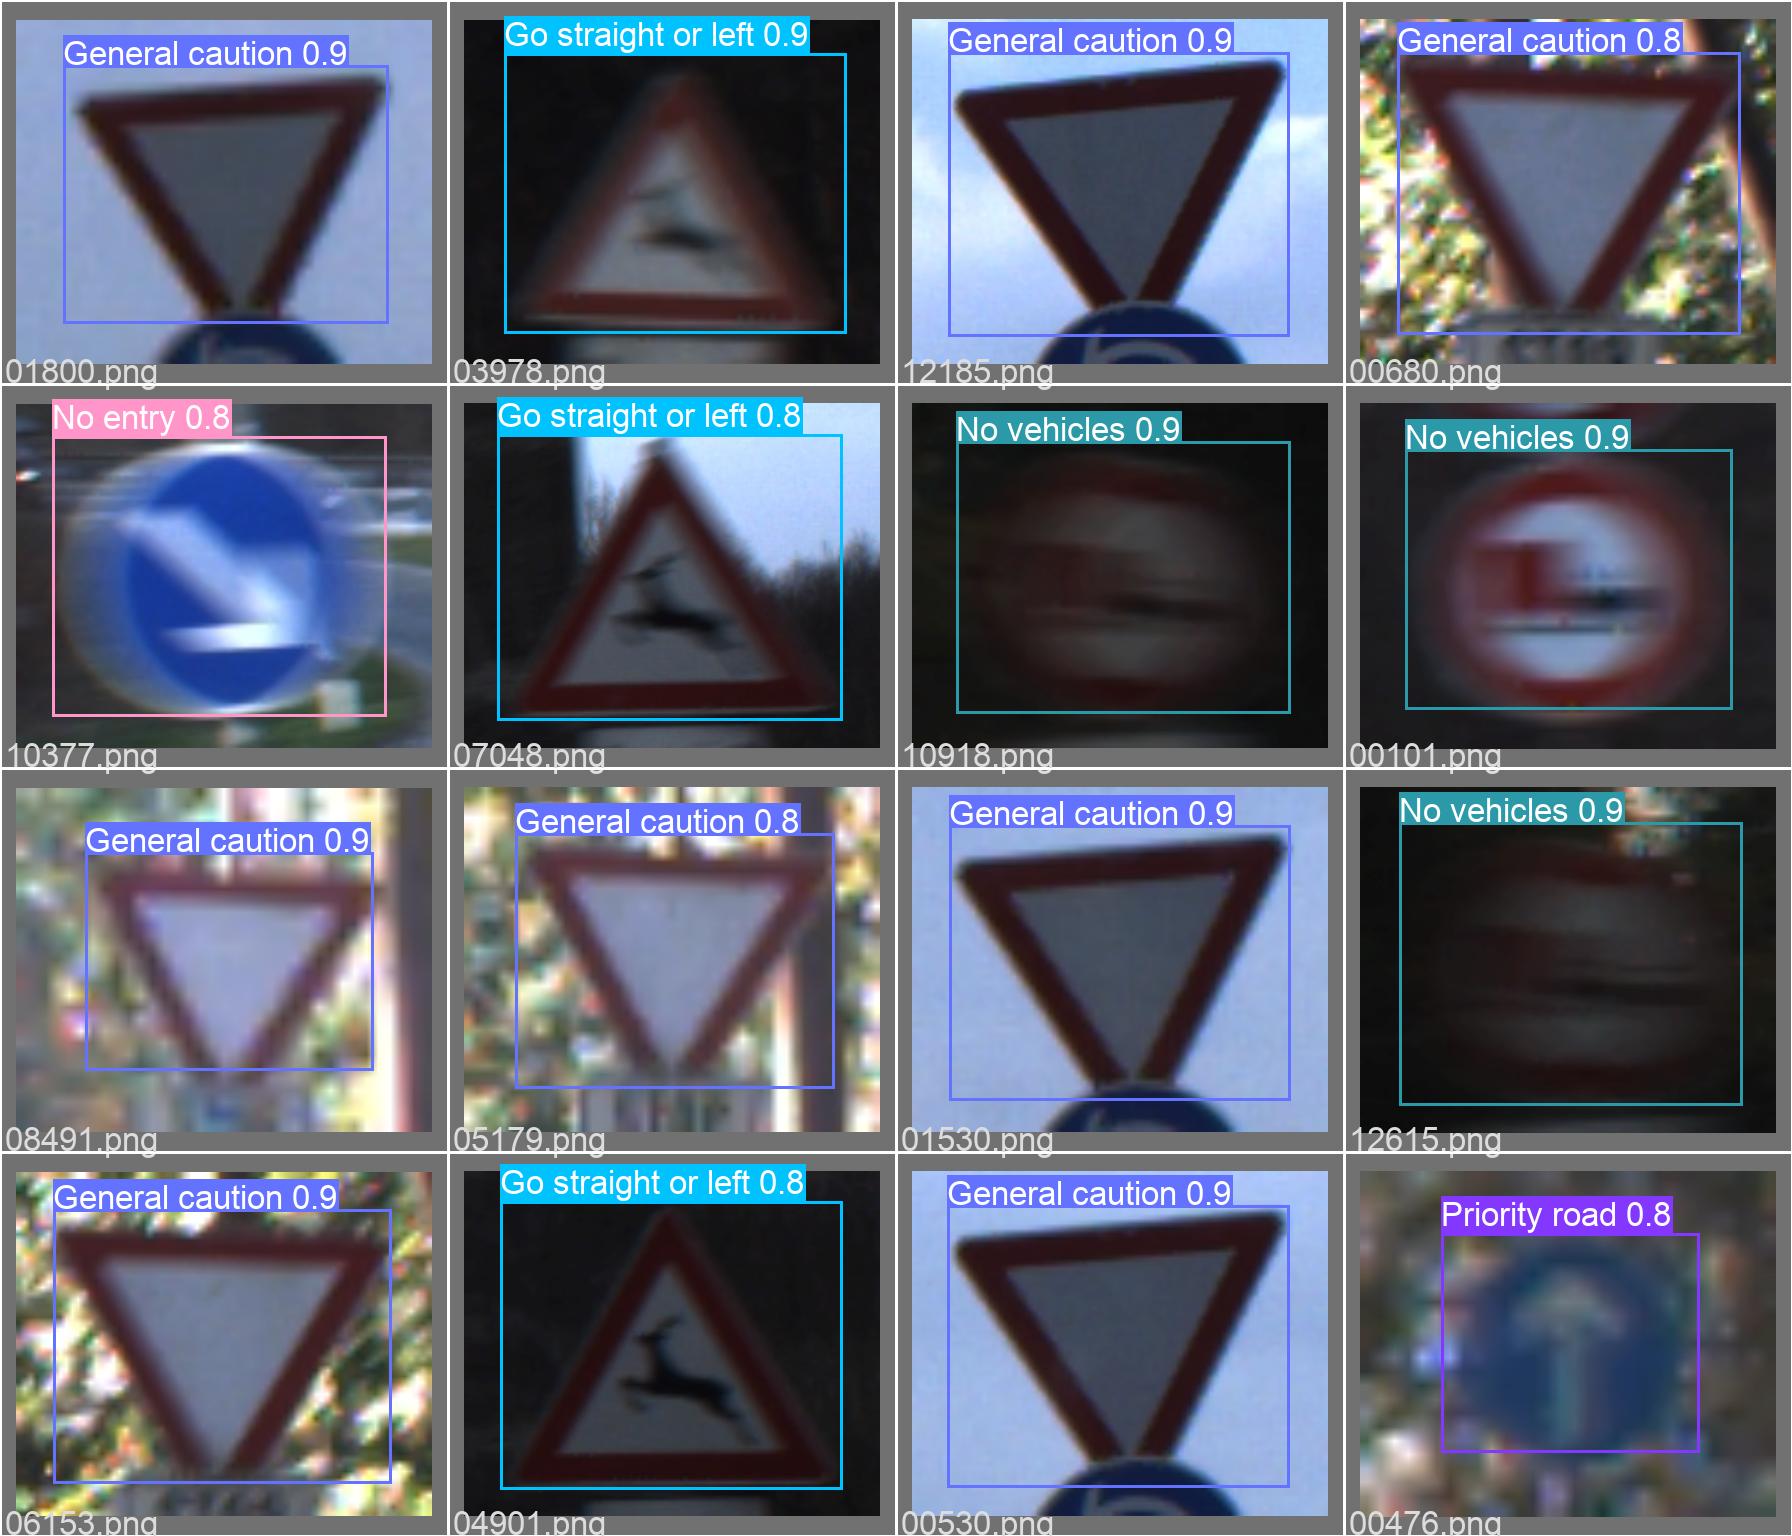 General caution 0.9
Go straight or left 0.9
General caution 0.9
General caution 0.8
01800.png
03978.png
12185.png
00680.png
No entry 0.8
Go straight or left 0.8
No vehicles 0.9
No vehicles 0.9
10377.png
07048.png
10918.png
00101.png
General caution 0.9
General caution 0.8
General caution 0.9
No vehicles 0.9
08491.png
05179.png
01530.png
12615.png
General caution 0.9
Go straight or left 0.8
General caution 0.9
Priority road 0.8
06153.png
04901.png
00530.png
00476.png